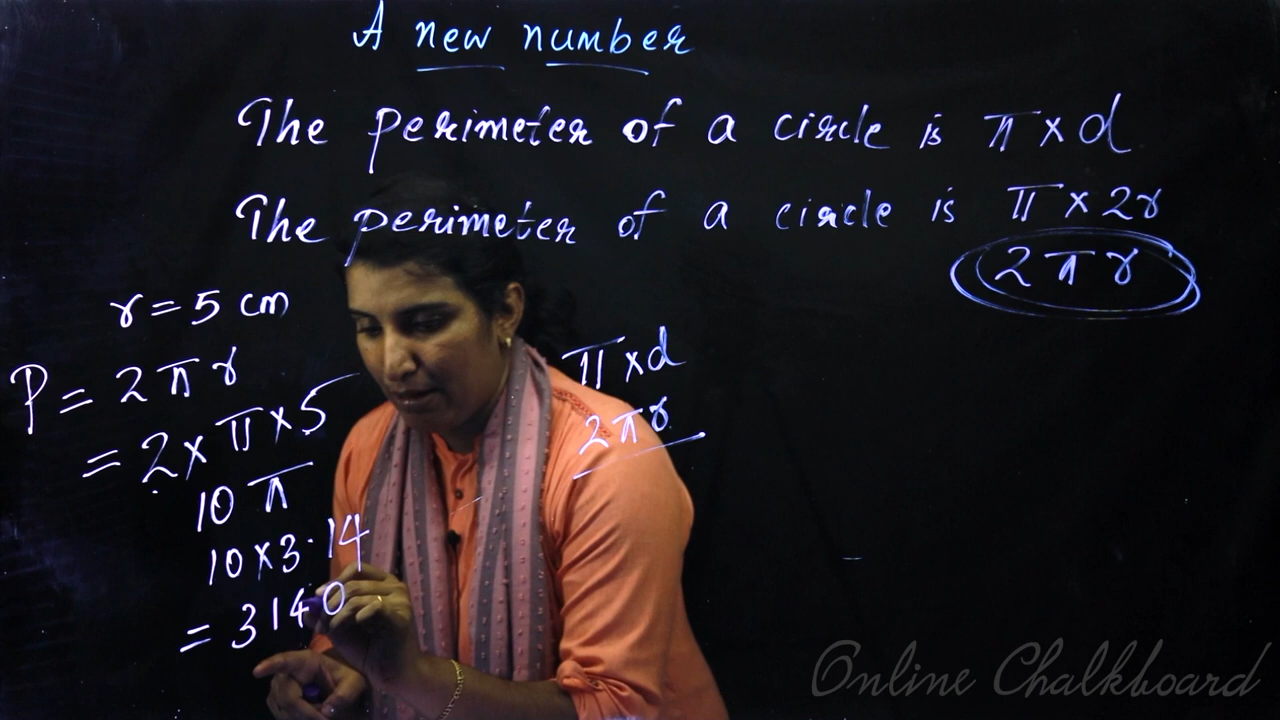 A new number
The perimeter of a circle is π × d
The perimeter of a circle is π × 2r
2πr
r = 5 cm
P = 2πr
= 2 × π × 5
10 π
10 × 3.14
= 3140
π × d
2πr
Online Chalkboard